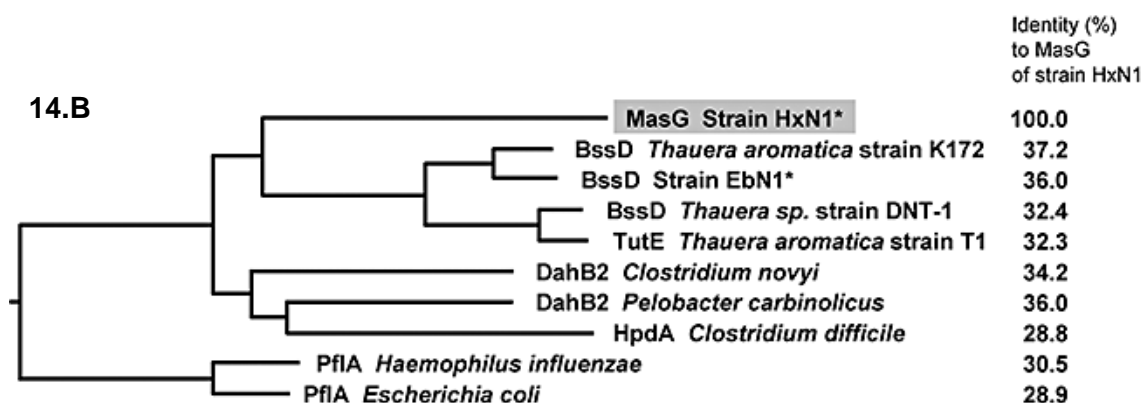 Identity (%)
to MasG
of strain HxN1
14.B
MasG Strain HxN1* 100.0
BssD Thauera aromatica strain K172 37.2
BssD Strain EbN1* 36.0
BssD Thauera sp. strain DNT-1 32.4
TutE Thauera aromatica strain T1 32.3
DahB2 Clostridium novyi 34.2
DahB2 Pelobacter carbinolicus 36.0
HpdA Clostridium difficile 28.8
PflA Haemophilus influenzae 30.5
PflA Escherichia coli 28.9